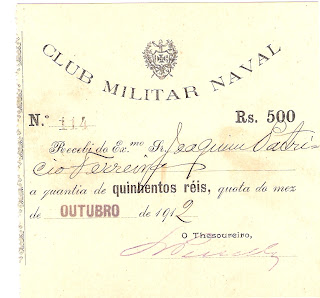 CLUB MILITAR NAVAL
N.º 114 Rs. 500
Recebi do Ex.mo Sr. Joaquim Patri-
cio Ferreira
a quantia de quinhentos réis, quota do mez
de OUTUBRO de 1912
O Thesoureiro,